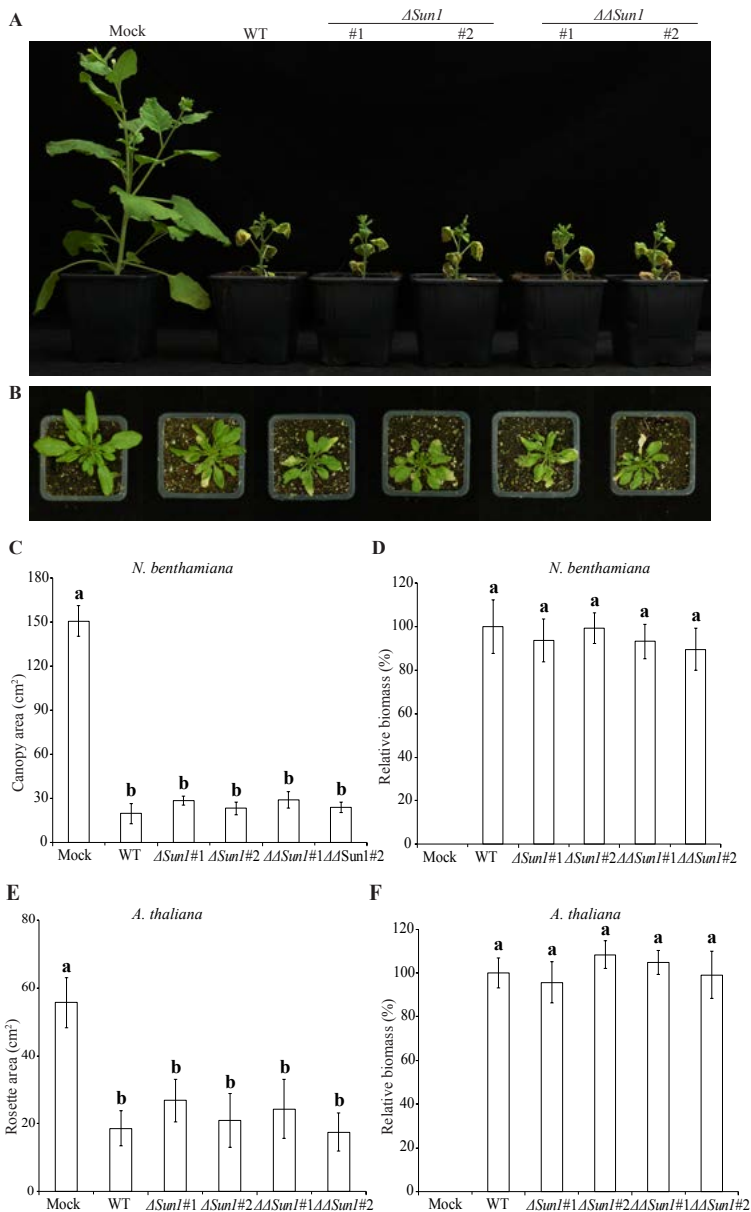 A
Mock WT ΔSun1 ΔΔSun1
#1 #2 #1 #2
B
C
N. benthamiana
Canopy area (cm²)
180
150
120
90
60
30
0
a b b b b b
Mock WT ΔSun1#1 ΔSun1#2 ΔΔSun1#1 ΔΔSun1#2
D
N. benthamiana
Relative biomass (%)
120
100
80
60
40
20
0
a a a a a
Mock WT ΔSun1#1 ΔSun1#2 ΔΔSun1#1 ΔΔSun1#2
E
A. thaliana
Rosette area (cm²)
80
60
40
20
0
a b b b b b
Mock WT ΔSun1#1 ΔSun1#2 ΔΔSun1#1 ΔΔSun1#2
F
A. thaliana
Relative biomass (%)
120
100
80
60
40
20
0
a a a a a
Mock WT ΔSun1#1 ΔSun1#2 ΔΔSun1#1 ΔΔSun1#2